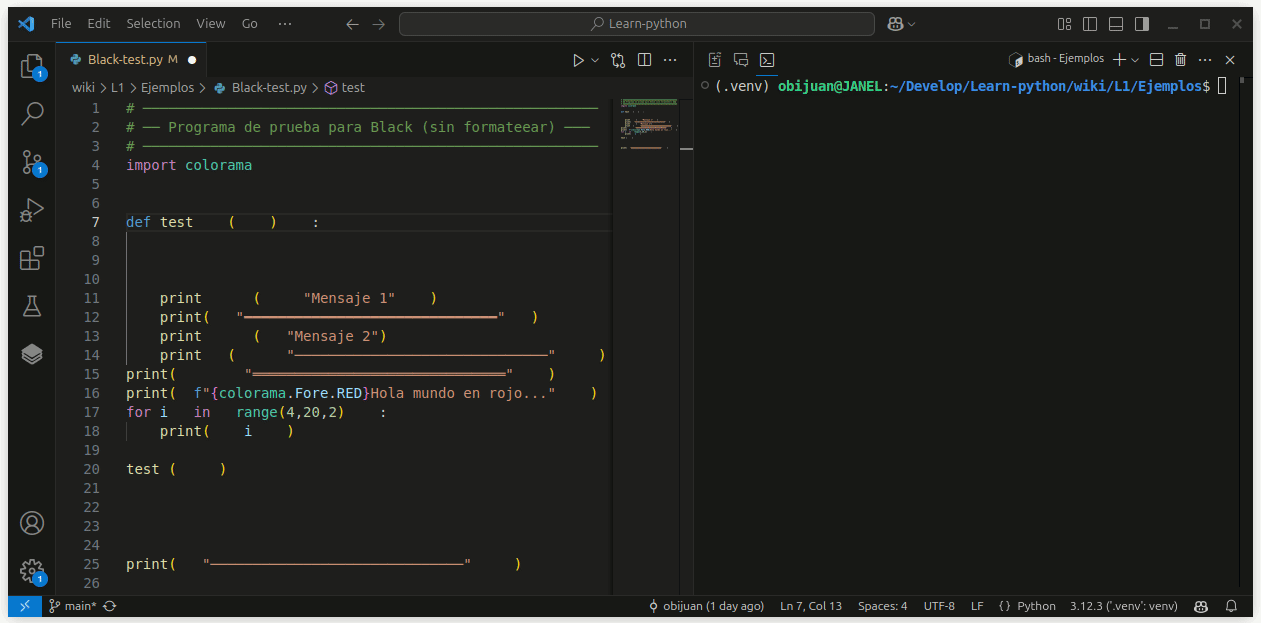 File Edit Selection View Go ··· Learn-python
Black-test.py M ●
wiki > L1 > Ejemplos > Black-test.py > test
1 # ──────────────────────────────────────────────────────
2 # ── Programa de prueba para Black (sin formateear) ───
3 # ──────────────────────────────────────────────────────
4 import colorama
5
6
7 def test    (    )    :
8
9
10
11     print      (     "Mensaje 1"    )
12     print(   "══════════════════════════════"   )
13     print      (   "Mensaje 2")
14     print   (      "──────────────────────────────"     )
15 print(        "══════════════════════════════"    )
16 print(  f"{colorama.Fore.RED}Hola mundo en rojo..."    )
17 for i   in   range(4,20,2)    :
18     print(    i    )
19
20 test (     )
21
22
23
24
25 print(   "──────────────────────────────"     )
26
bash - Ejemplos
(.venv) obijuan@JANEL:~/Develop/Learn-python/wiki/L1/Ejemplos$
1
1
1
main* obijuan (1 day ago) Ln 7, Col 13 Spaces: 4 UTF-8 LF {} Python 3.12.3 ('.venv': venv)